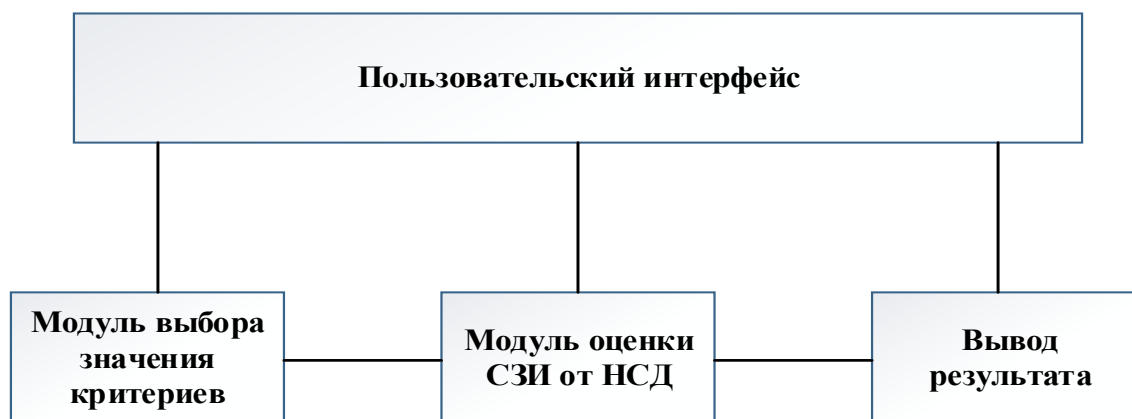 Пользовательский интерфейс
Модуль выбора
значения
критериев
Модуль оценки
СЗИ от НСД
Вывод
результата